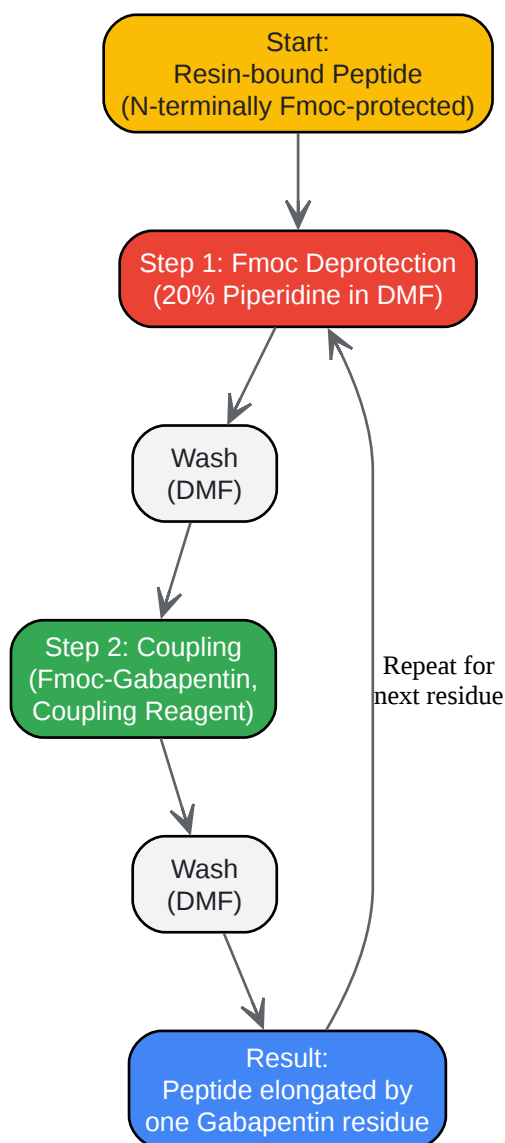 Start:
Resin-bound Peptide
(N-terminally Fmoc-protected)
Step 1: Fmoc Deprotection
(20% Piperidine in DMF)
Wash
(DMF)
Step 2: Coupling
(Fmoc-Gabapentin,
Coupling Reagent)
Repeat for
next residue
Wash
(DMF)
Result:
Peptide elongated by
one Gabapentin residue